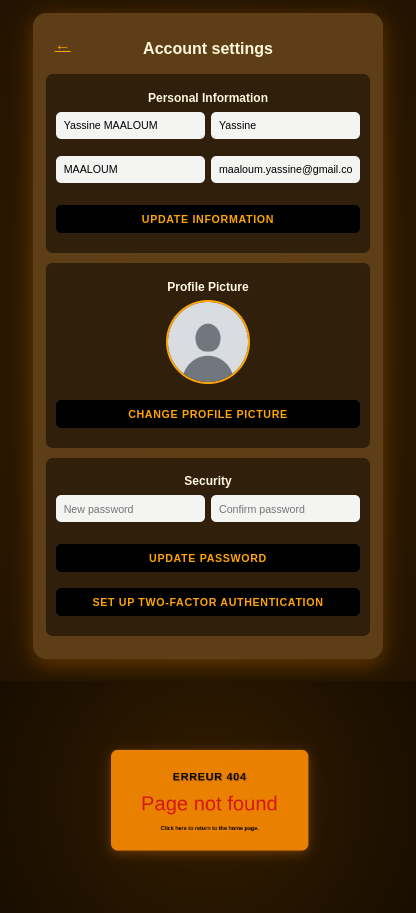 ←
Account settings
Personal Information
Yassine MAALOUM
Yassine
MAALOUM
maaloum.yassine@gmail.co
UPDATE INFORMATION
Profile Picture
CHANGE PROFILE PICTURE
Security
New password
Confirm password
UPDATE PASSWORD
SET UP TWO-FACTOR AUTHENTICATION
ERREUR 404
Page not found
Click here to return to the home page.